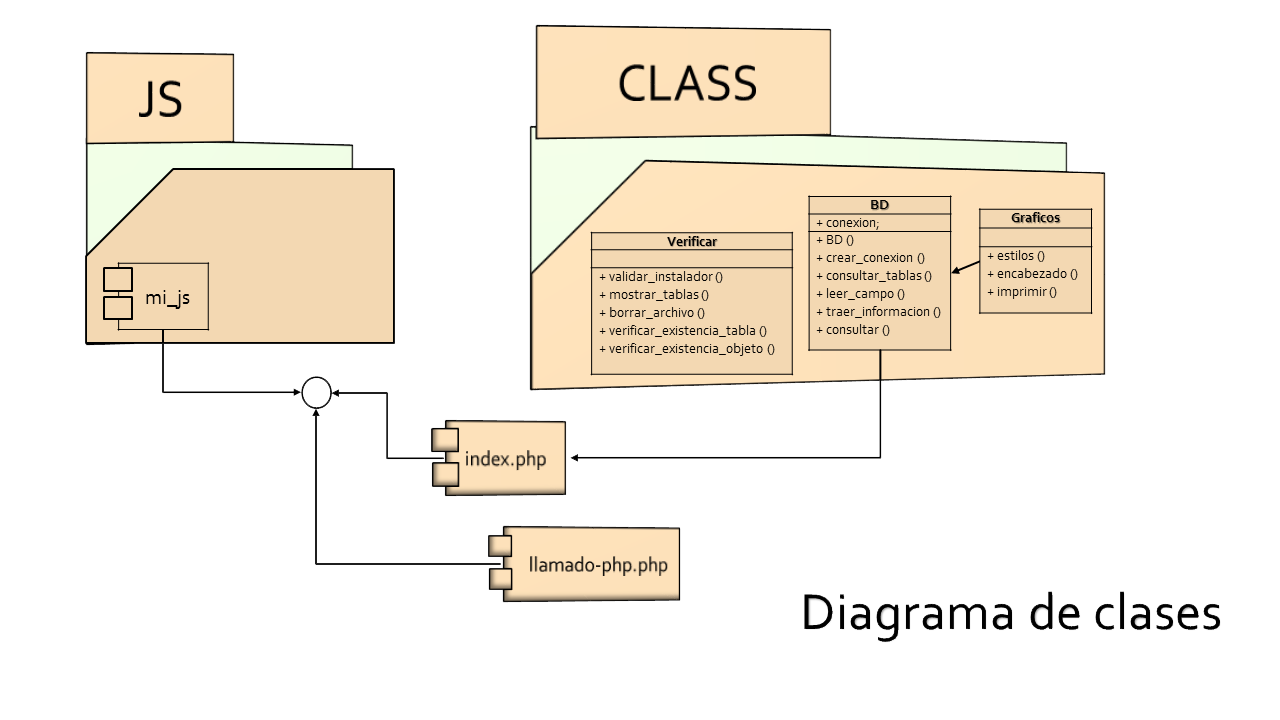 JS
CLASS
mi_js
Verificar
+ validar_instalador ()
+ mostrar_tablas ()
+ borrar_archivo ()
+ verificar_existencia_tabla ()
+ verificar_existencia_objeto ()
BD
+ conexion;
+ BD ()
+ crear_conexion ()
+ consultar_tablas ()
+ leer_campo ()
+ traer_informacion ()
+ consultar ()
Graficos
+ estilos ()
+ encabezado ()
+ imprimir ()
index.php
llamado-php.php
Diagrama de clases